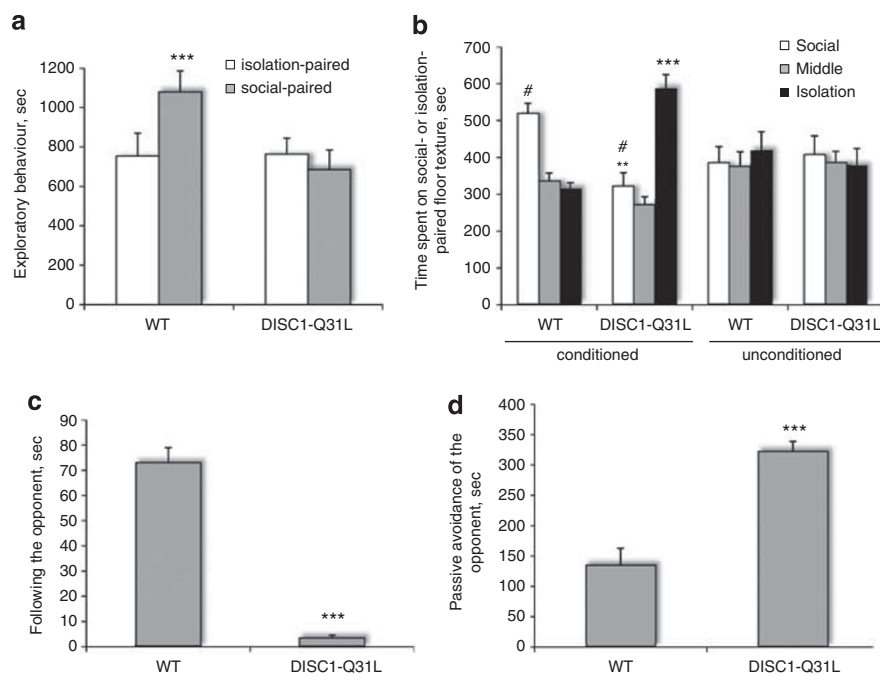 a
Exploratory behaviour, sec
1200
1000
800
600
400
200
0
***
isolation-paired
social-paired
WT
DISC1-Q31L
b
Time spent on social- or isolation-
paired floor texture, sec
700
600
500
400
300
200
100
0
#
#
**
***
Social
Middle
Isolation
WT
DISC1-Q31L
WT
DISC1-Q31L
conditioned
unconditioned
c
Following the opponent, sec
90
80
70
60
50
40
30
20
10
0
***
WT
DISC1-Q31L
d
Passive avoidance of the
opponent, sec
400
350
300
250
200
150
100
50
0
***
WT
DISC1-Q31L